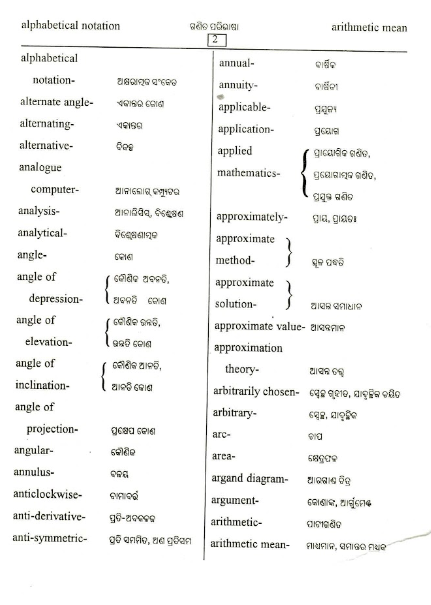 alphabetical notation ଗଣିତ ପରିଭାଷା arithmetic mean
2
alphabetical
notation- ଅକ୍ଷରାତ୍ମକ ସଂକେତ
alternate angle- ଏକାନ୍ତର କୋଣ
alternating- ଏକାନ୍ତର
alternative- ବିକଳ୍ପ
analogue
computer- ଆନାଲୋଗ୍ କମ୍ପ୍ୟୁଟର
analysis- ଆନାଲିସିସ୍, ବିଶ୍ଳେଷଣ
analytical- ବିଶ୍ଳେଷଣାତ୍ମକ
angle- କୋଣ
angle of କୌଣିକ ଅବନତି,
depression- ଅବନତି କୋଣ
angle of କୌଣିକ ଉନ୍ନତି,
elevation- ଉନ୍ନତି କୋଣ
angle of କୌଣିକ ଆନତି,
inclination- ଆନତି କୋଣ
angle of
projection- ପ୍ରକ୍ଷେପ କୋଣ
angular- କୌଣିକ
annulus- ବଳୟ
anticlockwise- ବାମାବର୍ତ୍ତ
anti-derivative- ପ୍ରତି-ଅବକଳଜ
anti-symmetric- ପ୍ରତି ସମମିତ, ଅଣ ପ୍ରତିସମ
annual- ବାର୍ଷିକ
annuity- ବାର୍ଷିକୀ
applicable- ପ୍ରଯୁଜ୍ୟ
application- ପ୍ରୟୋଗ
applied ପ୍ରାୟୋଗିକ ଗଣିତ,
mathematics- ପ୍ରୟୋଗାତ୍ମକ ଗଣିତ,
ପ୍ରଯୁକ୍ତ ଗଣିତ
approximately- ପ୍ରାୟ, ପ୍ରାୟତଃ
approximate
method- ସ୍ଥୂଳ ପଦ୍ଧତି
approximate
solution- ଆସନ୍ନ ସମାଧାନ
approximate value- ଆସନ୍ନମାନ
approximation
theory- ଆସନ୍ନ ତତ୍ତ୍ୱ
arbitrarily chosen- ସ୍ୱେଚ୍ଛ ଗୃହୀତ, ଯାଦୃଚ୍ଛିକ ଚୟିତ
arbitrary- ସ୍ୱେଚ୍ଛ, ଯାଦୃଚ୍ଛିକ
arc- ଚାପ
area- କ୍ଷେତ୍ରଫଳ
argand diagram- ଆରଗାଣ୍ଡ ଚିତ୍ର
argument- କୋଣାଙ୍କ, ଆର୍ଗୁମେଣ୍ଟ
arithmetic- ପାଟୀଗଣିତ
arithmetic mean- ମାଧ୍ୟମାନ, ସମାନ୍ତର ମଧ୍ୟକ